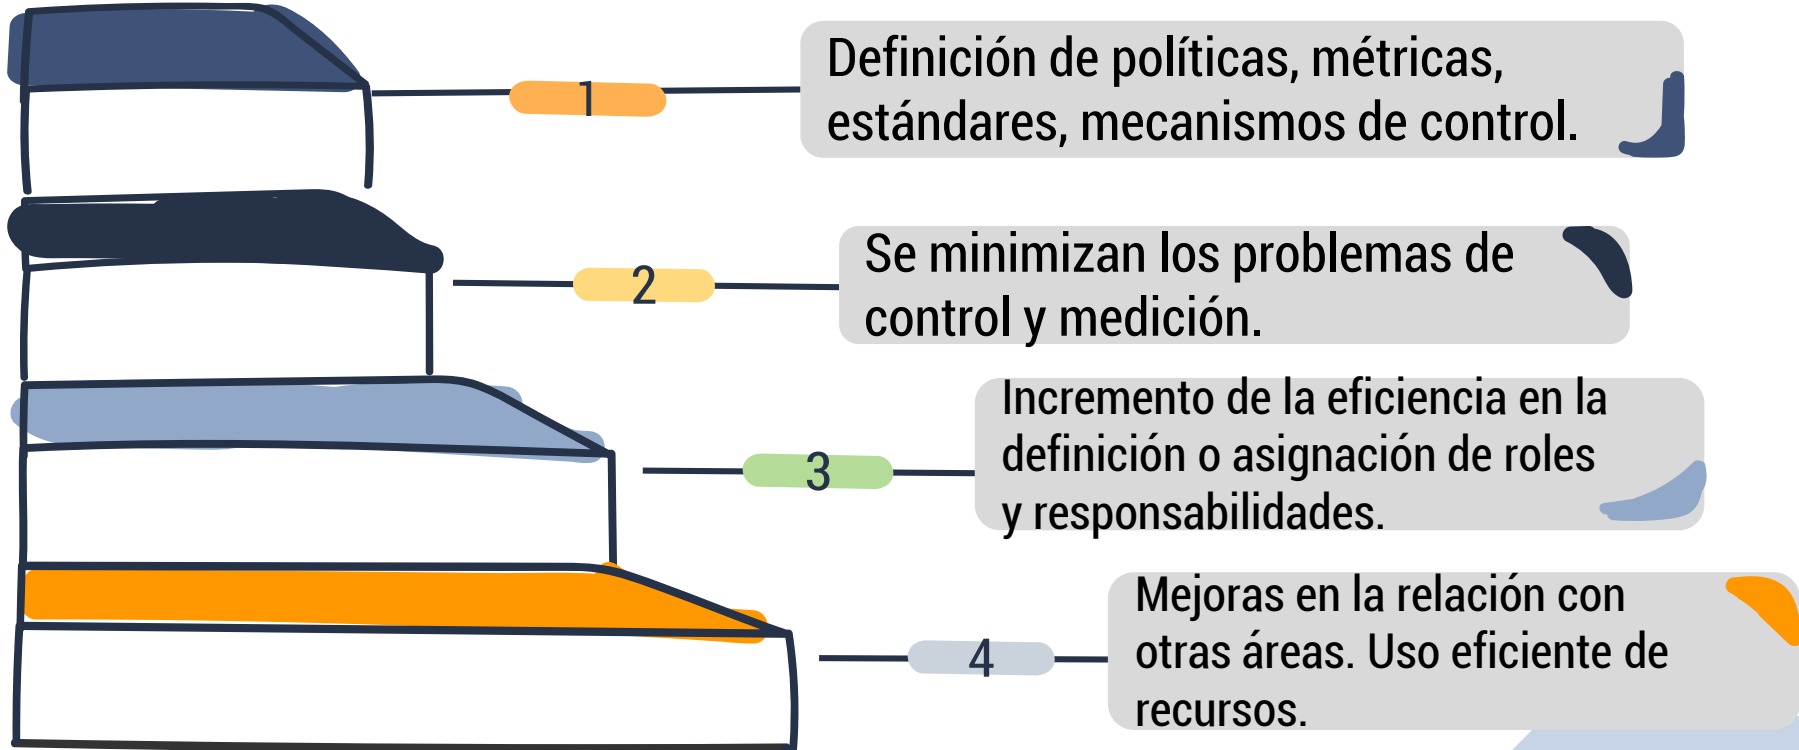 1
Definición de políticas, métricas,
estándares, mecanismos de control.
2
Se minimizan los problemas de
control y medición.
3
Incremento de la eficiencia en la
definición o asignación de roles
y responsabilidades.
4
Mejoras en la relación con
otras áreas. Uso eficiente de
recursos.